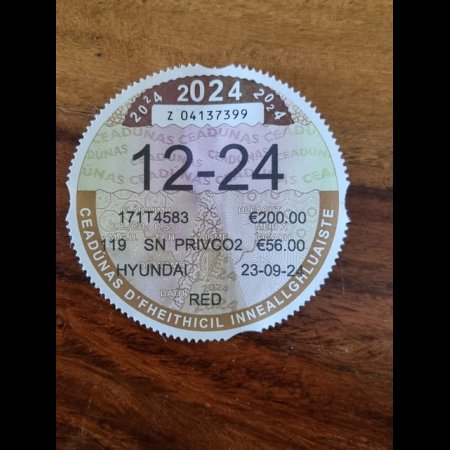 2024 2024 2024
Z 04137399
CEADÚNAS CEADÚNAS
12-24
171T4583 €200.00
119 SN PRIVCO2 €56.00
HYUNDAI 23-09-24
RED
2024
CEADÚNAS D'FHEITHICIL INNEALLGHLUAISTE